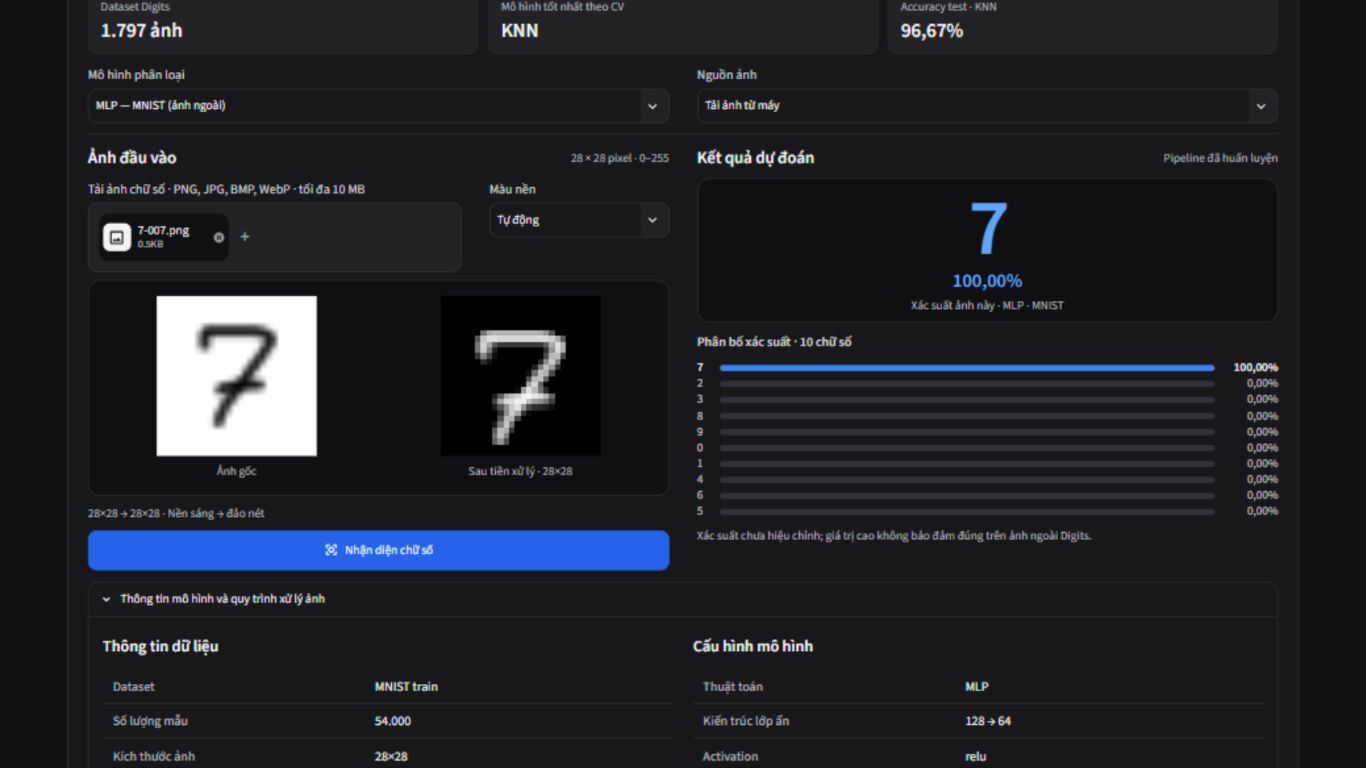 Dataset Digits
1.797 ảnh
Mô hình tốt nhất theo CV
KNN
Accuracy test · KNN
96,67%
Mô hình phân loại
MLP — MNIST (ảnh ngoài)
Nguồn ảnh
Tải ảnh từ máy
Ảnh đầu vào
28 × 28 pixel · 0–255
Tải ảnh chữ số · PNG, JPG, BMP, WebP · tối đa 10 MB
7-007.png
0.5KB
Màu nền
Tự động
7
7
Ảnh gốc
Sau tiền xử lý · 28×28
28×28 → 28×28 · Nền sáng → đảo nét
Nhận diện chữ số
Kết quả dự đoán
Pipeline đã huấn luyện
7
100,00%
Xác suất ảnh này · MLP · MNIST
Phân bố xác suất · 10 chữ số
7 100,00%
2 0,00%
3 0,00%
8 0,00%
9 0,00%
0 0,00%
1 0,00%
4 0,00%
6 0,00%
5 0,00%
Xác suất chưa hiệu chỉnh; giá trị cao không bảo đảm đúng trên ảnh ngoài Digits.
Thông tin mô hình và quy trình xử lý ảnh
Thông tin dữ liệu
Dataset MNIST train
Số lượng mẫu 54.000
Kích thước ảnh 28×28
Cấu hình mô hình
Thuật toán MLP
Kiến trúc lớp ẩn 128 → 64
Activation relu